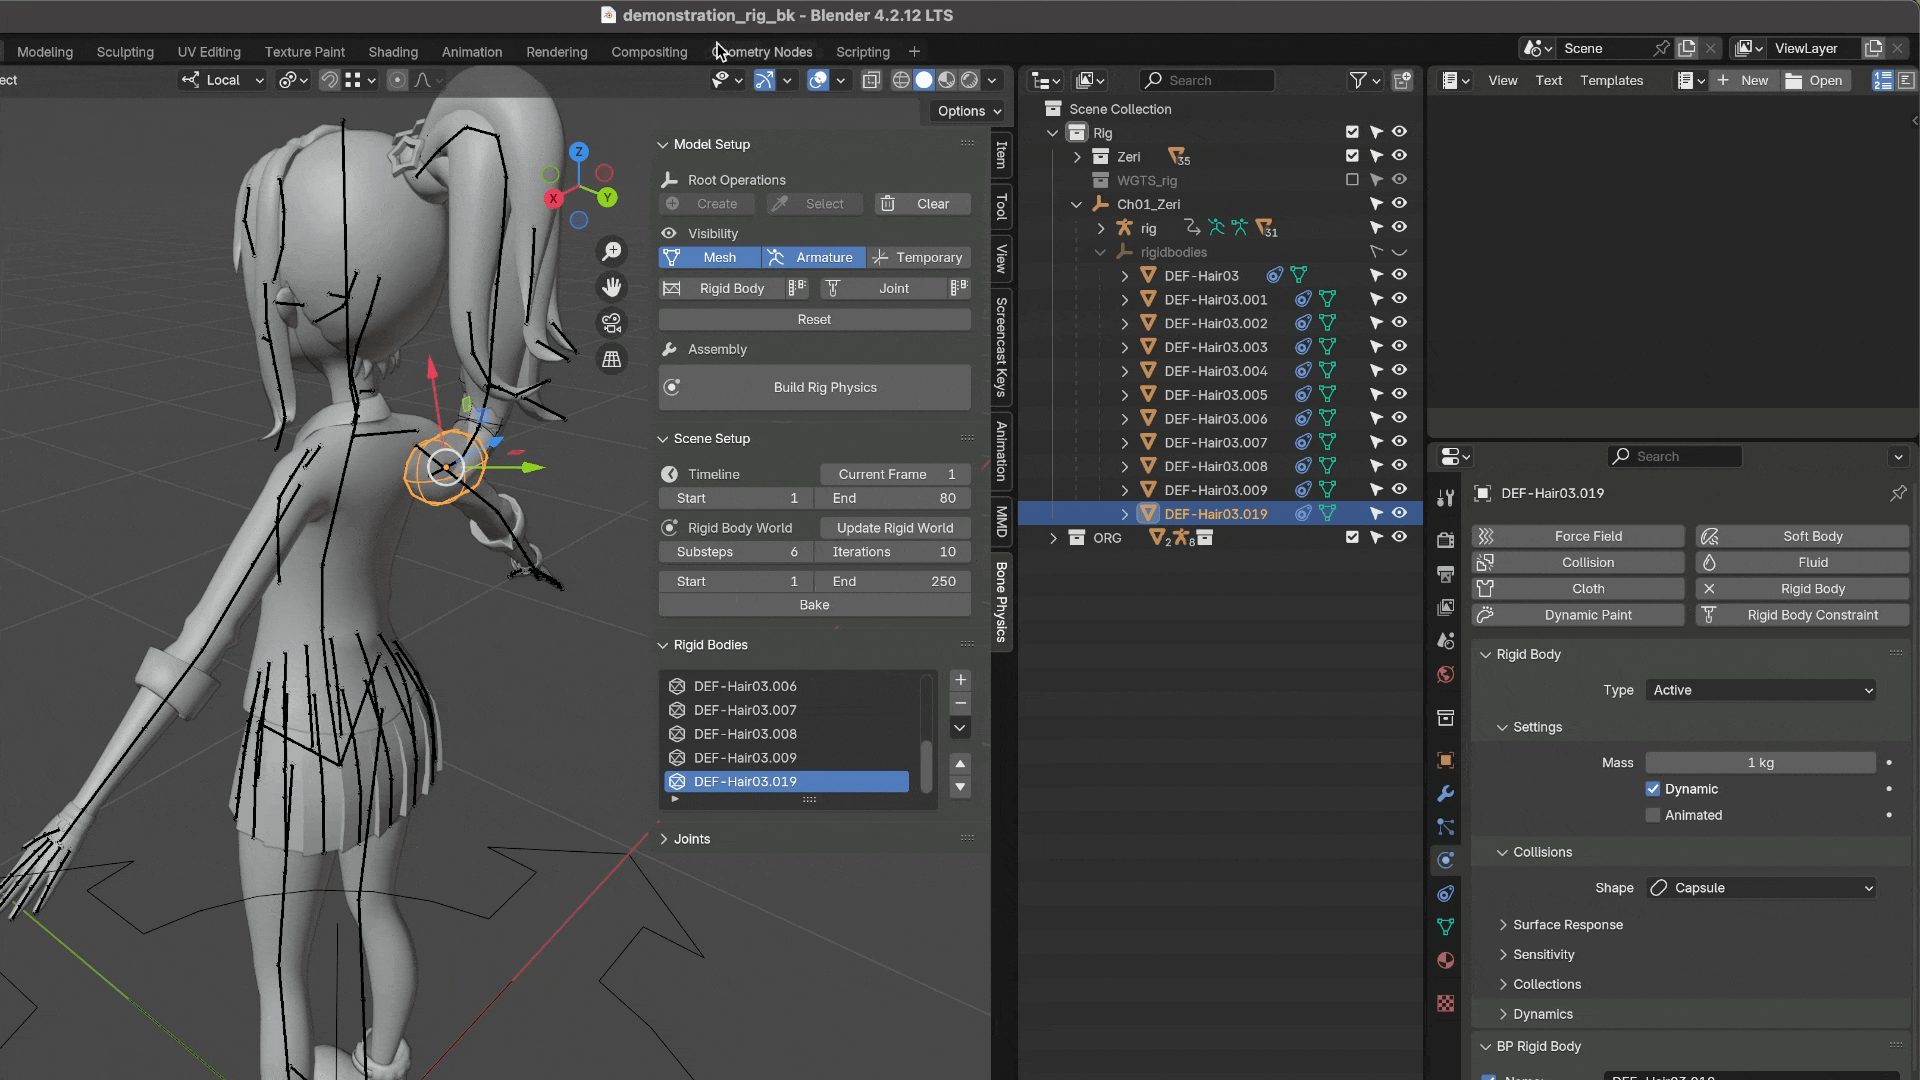 demonstration_rig_bk - Blender 4.2.12 LTS
Modeling Sculpting UV Editing Texture Paint Shading Animation Rendering Compositing Geometry Nodes Scripting +
Scene
ViewLayer
ect
Local
Options
Model Setup
Root Operations
Create Select Clear
Visibility
Mesh Armature Temporary
Rigid Body Joint
Reset
Assembly
Build Rig Physics
Scene Setup
Timeline Current Frame 1
Start 1 End 80
Rigid Body World Update Rigid World
Substeps 6 Iterations 10
Start 1 End 250
Bake
Rigid Bodies
DEF-Hair03.006
DEF-Hair03.007
DEF-Hair03.008
DEF-Hair03.009
DEF-Hair03.019
Joints
Z
X
Y
Item
Tool
View
Screencast Keys
Animation
MMD
Bone Physics
Search
Scene Collection
Rig
Zeri 35
WGTS_rig
Ch01_Zeri
rig 31
rigidbodies
DEF-Hair03
DEF-Hair03.001
DEF-Hair03.002
DEF-Hair03.003
DEF-Hair03.004
DEF-Hair03.005
DEF-Hair03.006
DEF-Hair03.007
DEF-Hair03.008
DEF-Hair03.009
DEF-Hair03.019
ORG 2 8
View Text Templates New Open
Search
DEF-Hair03.019
Force Field Soft Body
Collision Fluid
Cloth Rigid Body
Dynamic Paint Rigid Body Constraint
Rigid Body
Type Active
Settings
Mass 1 kg
Dynamic
Animated
Collisions
Shape Capsule
Surface Response
Sensitivity
Collections
Dynamics
BP Rigid Body